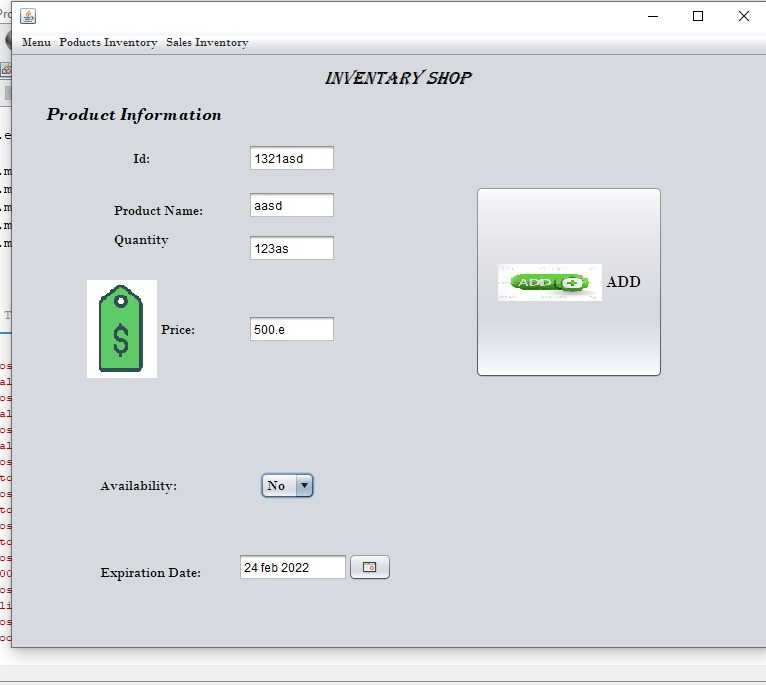 Menu Poducts Inventory Sales Inventory
INVENTARY SHOP
Product Information
Id: 1321asd
Product Name: aasd
Quantity 123as
$ Price: 500.e
ADD ADD
Availability: No
Expiration Date: 24 feb 2022